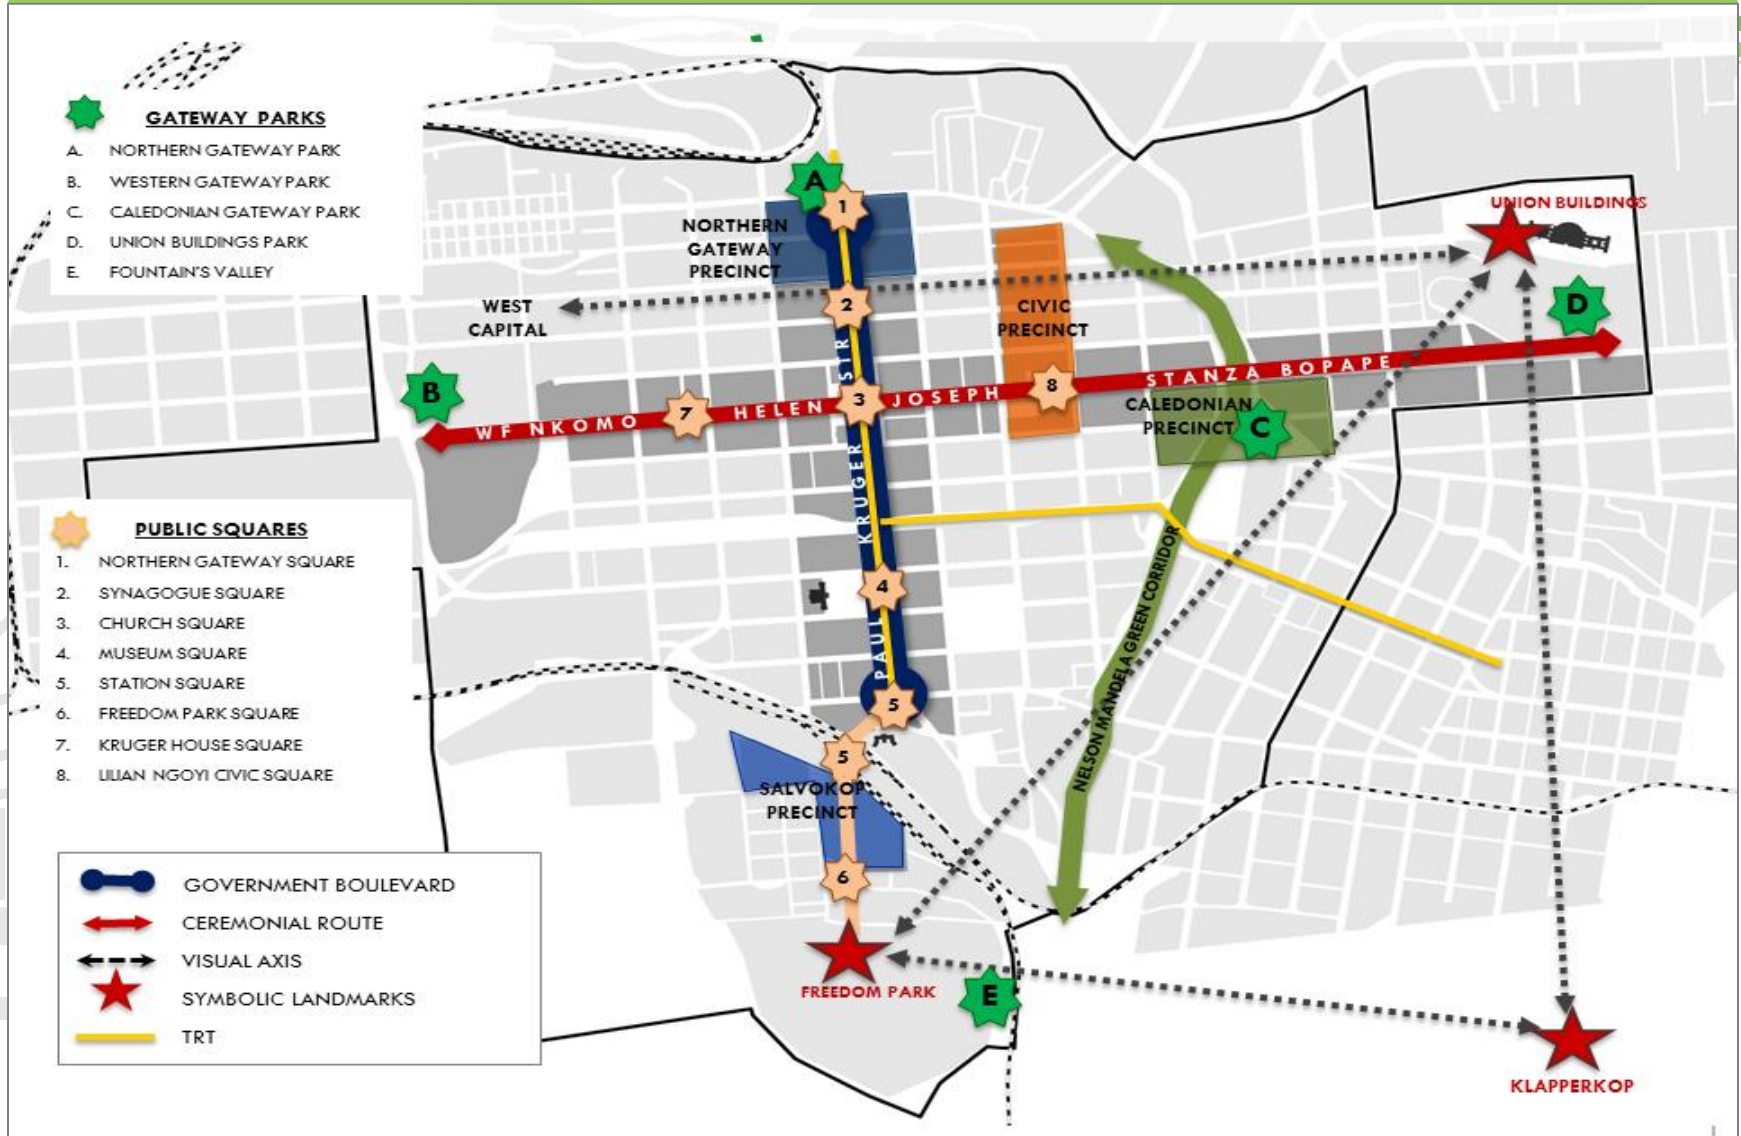 GATEWAY PARKS
A. NORTHERN GATEWAY PARK
B. WESTERN GATEWAY PARK
C. CALEDONIAN GATEWAY PARK
D. UNION BUILDINGS PARK
E. FOUNTAIN'S VALLEY
PUBLIC SQUARES
1. NORTHERN GATEWAY SQUARE
2. SYNAGOGUE SQUARE
3. CHURCH SQUARE
4. MUSEUM SQUARE
5. STATION SQUARE
6. FREEDOM PARK SQUARE
7. KRUGER HOUSE SQUARE
8. LILIAN NGOYI CIVIC SQUARE
GOVERNMENT BOULEVARD
CEREMONIAL ROUTE
VISUAL AXIS
SYMBOLIC LANDMARKS
TRT
A
1
NORTHERN
GATEWAY
PRECINCT
UNION BUILDINGS
WEST
CAPITAL
2
CIVIC
PRECINCT
D
B
WF NKOMO
7
HELEN
3
JOSEPH
8
STANZA BOPAPE
CALEDONIAN
PRECINCT
C
PAUL KRUGER STR
4
NELSON MANDELA GREEN CORRIDOR
5
5
SALVOKOP
PRECINCT
6
FREEDOM PARK
E
KLAPPERKOP